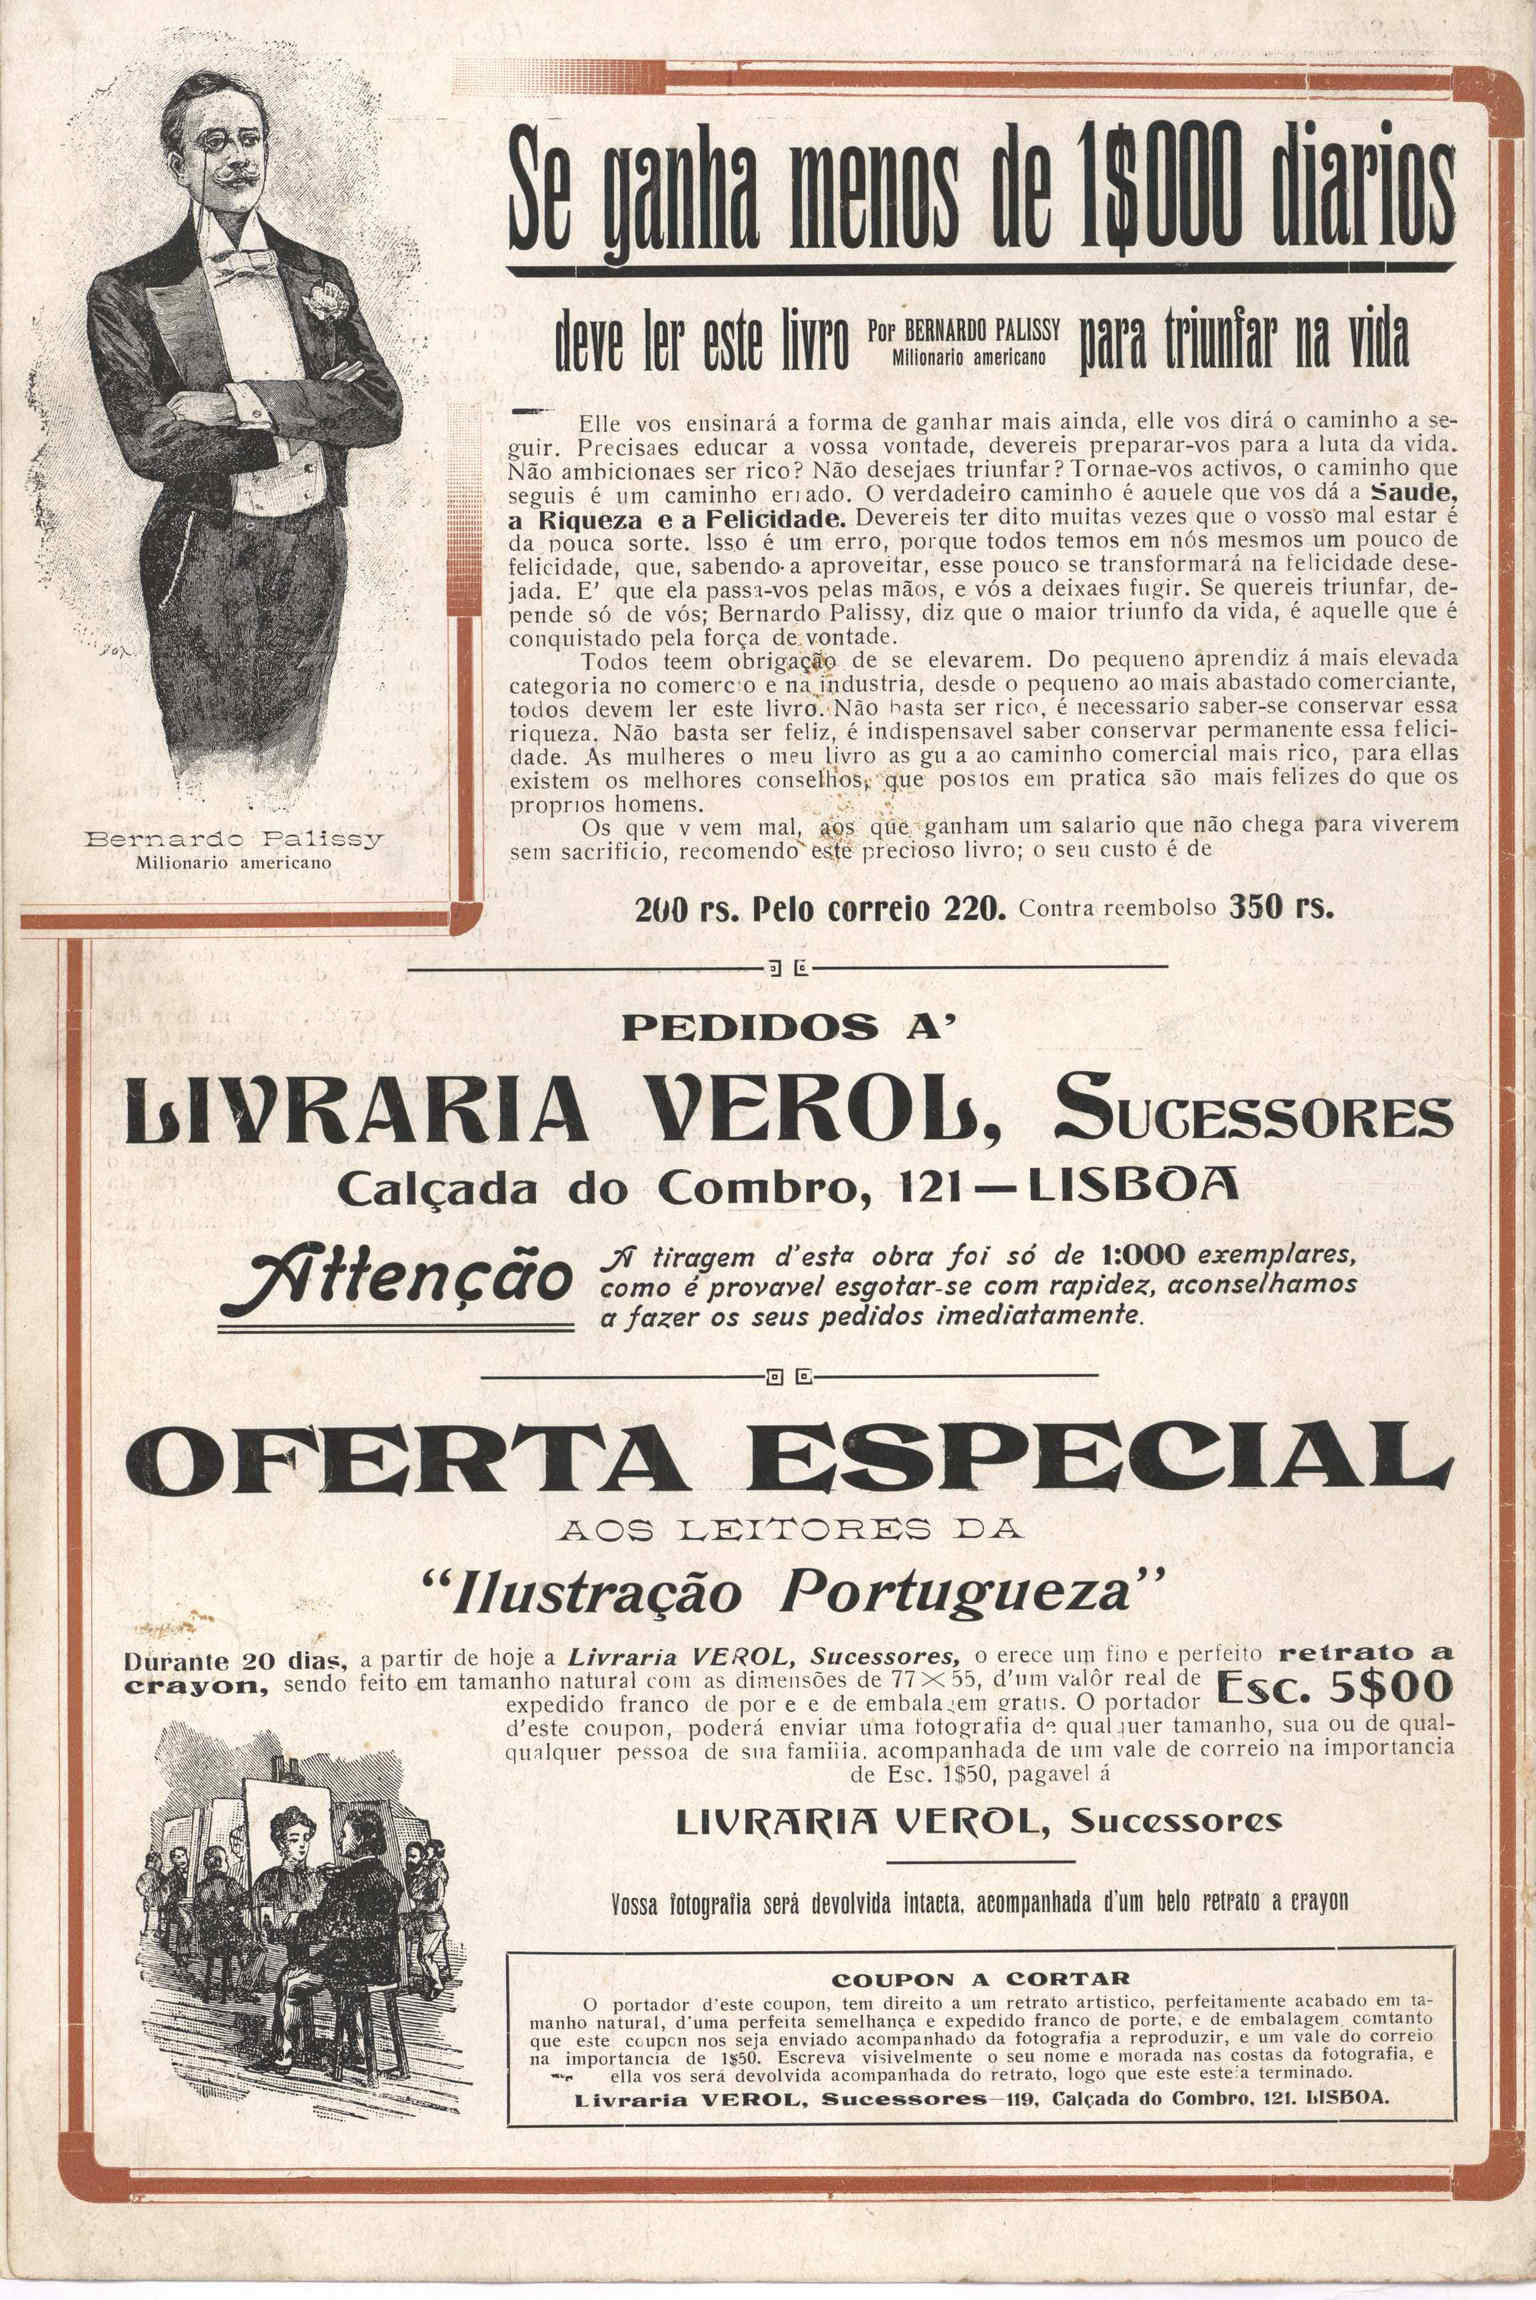 Se ganha menos de 1$000 diarios
deve ler este livro Por BERNARDO PALISSY Milionario americano para triunfar na vida
Elle vos ensinará a forma de ganhar mais ainda, elle vos dirá o caminho a se-
guir. Precisaes educar a vossa vontade, devereis preparar-vos para a luta da vida.
Não ambicionaes ser rico? Não desejaes triunfar? Tornae-vos activos, o caminho que
seguis é um caminho errado. O verdadeiro caminho é aquele que vos dá a Saude,
a Riqueza e a Felicidade. Devereis ter dito muitas vezes que o vosso mal estar é
da pouca sorte. Isso é um erro, porque todos temos em nós mesmos um pouco de
felicidade, que, sabendo-a aproveitar, esse pouco se transformará na felicidade dese-
jada. E' que ela passa-vos pelas mãos, e vós a deixaes fugir. Se quereis triunfar, de-
pende só de vós; Bernardo Palissy, diz que o maior triunfo da vida, é aquelle que é
conquistado pela força de vontade.
Todos teem obrigação de se elevarem. Do pequeno aprendiz á mais elevada
categoria no comercio e na industria, desde o pequeno ao mais abastado comerciante,
todos devem ler este livro. Não basta ser rico, é necessario saber-se conservar essa
riqueza. Não basta ser feliz, é indispensavel saber conservar permanente essa felici-
dade. As mulheres o meu livro as guia ao caminho comercial mais rico, para ellas
existem os melhores conselhos, que postos em pratica são mais felizes do que os
proprios homens.
Os que vivem mal, aos que ganham um salario que não chega para viverem
sem sacrificio, recomendo este precioso livro; o seu custo é de
200 rs. Pelo correio 220. Contra reembolso 350 rs.
Bernardo Palissy
Milionario americano
PEDIDOS A'
LIVRARIA VEROL, SUCESSORES
Calçada do Combro, 121—LISBOA
Attenção
A tiragem d'esta obra foi só de 1:000 exemplares,
como é provavel esgotar-se com rapidez, aconselhamos
a fazer os seus pedidos imediatamente.
OFERTA ESPECIAL
AOS LEITORES DA
"Ilustração Portugueza"
Durante 20 dias, a partir de hoje a Livraria VEROL, Sucessores, oferece um fino e perfeito retrato a
crayon, sendo feito em tamanho natural com as dimensões de 77×55, d'um valôr real de Esc. 5$00
expedido franco de porte e de embalagem gratis. O portador
d'este coupon, poderá enviar uma fotografia de qualquer tamanho, sua ou de qual-
qualquer pessoa de sua familia, acompanhada de um vale de correio na importancia
de Esc. 1$50, pagavel á
LIVRARIA VEROL, Sucessores
Vossa fotografia será devolvida intacta, acompanhada d'um belo retrato a crayon
COUPON A CORTAR
O portador d'este coupon, tem direito a um retrato artistico, perfeitamente acabado em ta-
manho natural, d'uma perfeita semelhança e expedido franco de porte, e de embalagem comtanto
que este coupon nos seja enviado acompanhado da fotografia a reproduzir, e um vale do correio
na importancia de 1$50. Escreva visivelmente o seu nome e morada nas costas da fotografia, e
ella vos será devolvida acompanhada do retrato, logo que este esteja terminado.
Livraria VEROL, Sucessores—119, Calçada do Combro, 121. LISBOA.